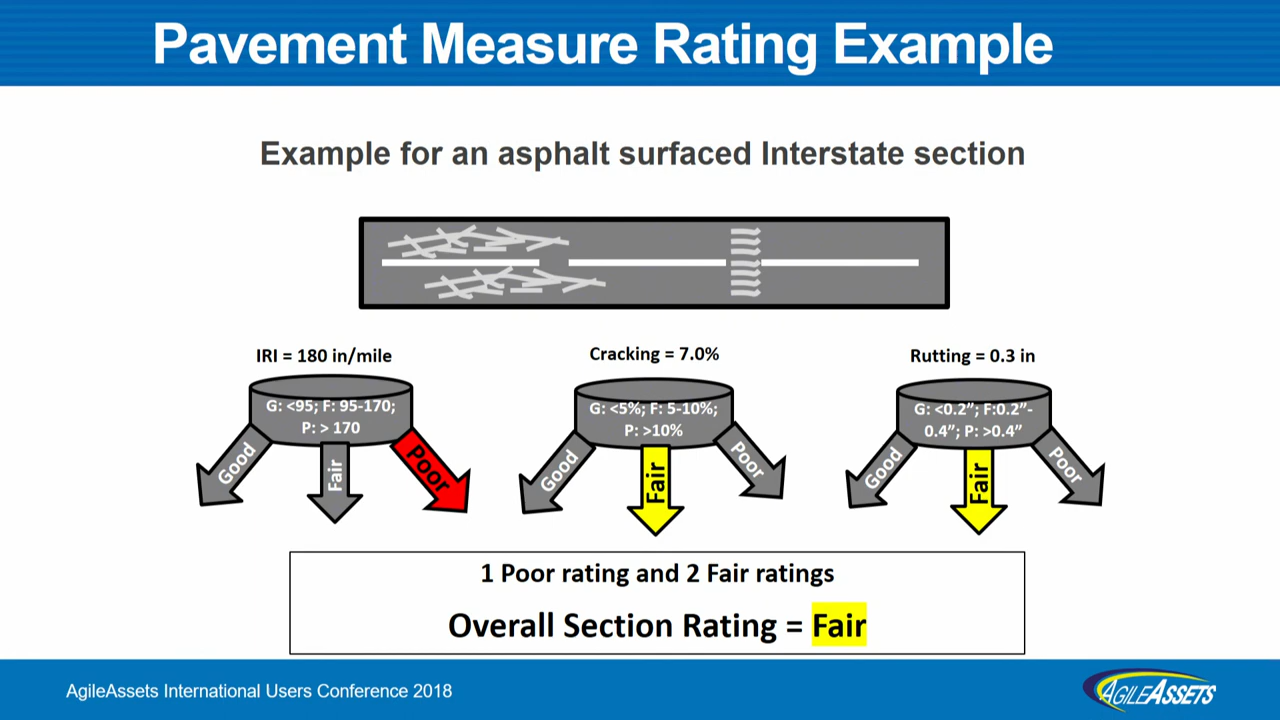 Pavement Measure Rating Example
Example for an asphalt surfaced Interstate section
IRI = 180 in/mile
G: <95; F: 95-170;
P: > 170
Good
Fair
Poor
Cracking = 7.0%
G: <5%; F: 5-10%;
P: >10%
Good
Fair
Poor
Rutting = 0.3 in
G: <0.2”; F:0.2”-
0.4”; P: >0.4”
Good
Fair
Poor
1 Poor rating and 2 Fair ratings
Overall Section Rating = Fair
AgileAssets International Users Conference 2018
AGILEASSETS